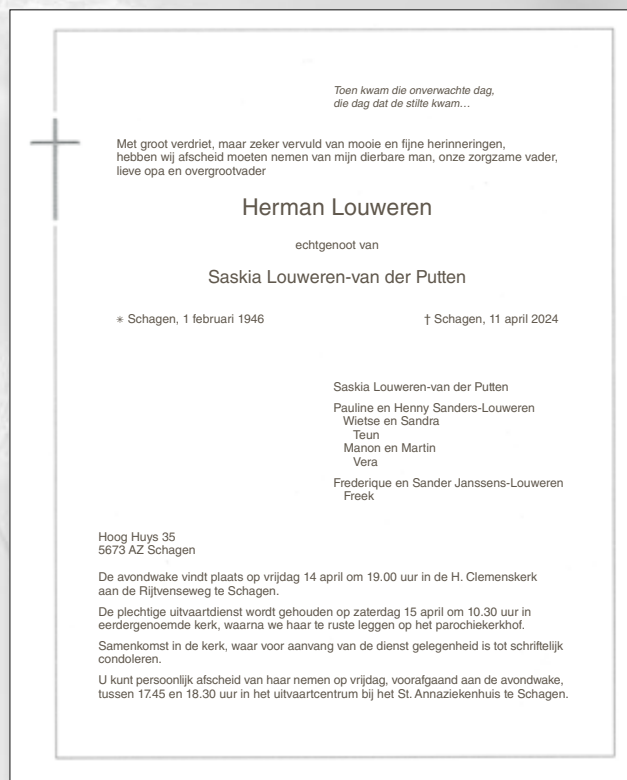 Toen kwam die onverwachte dag,
die dag dat de stilte kwam…
Met groot verdriet, maar zeker vervuld van mooie en fijne herinneringen,
hebben wij afscheid moeten nemen van mijn dierbare man, onze zorgzame vader,
lieve opa en overgrootvader
Herman Louweren
echtgenoot van
Saskia Louweren-van der Putten
* Schagen, 1 februari 1946
† Schagen, 11 april 2024
Saskia Louweren-van der Putten
Pauline en Henny Sanders-Louweren
Wietse en Sandra
Teun
Manon en Martin
Vera
Frederique en Sander Janssens-Louweren
Freek
Hoog Huys 35
5673 AZ Schagen
De avondwake vindt plaats op vrijdag 14 april om 19.00 uur in de H. Clemenskerk
aan de Rijtvenseweg te Schagen.
De plechtige uitvaartdienst wordt gehouden op zaterdag 15 april om 10.30 uur in
eerdergenoemde kerk, waarna we haar te ruste leggen op het parochiekerkhof.
Samenkomst in de kerk, waar voor aanvang van de dienst gelegenheid is tot schriftelijk
condoleren.
U kunt persoonlijk afscheid van haar nemen op vrijdag, voorafgaand aan de avondwake,
tussen 17.45 en 18.30 uur in het uitvaartcentrum bij het St. Annaziekenhuis te Schagen.